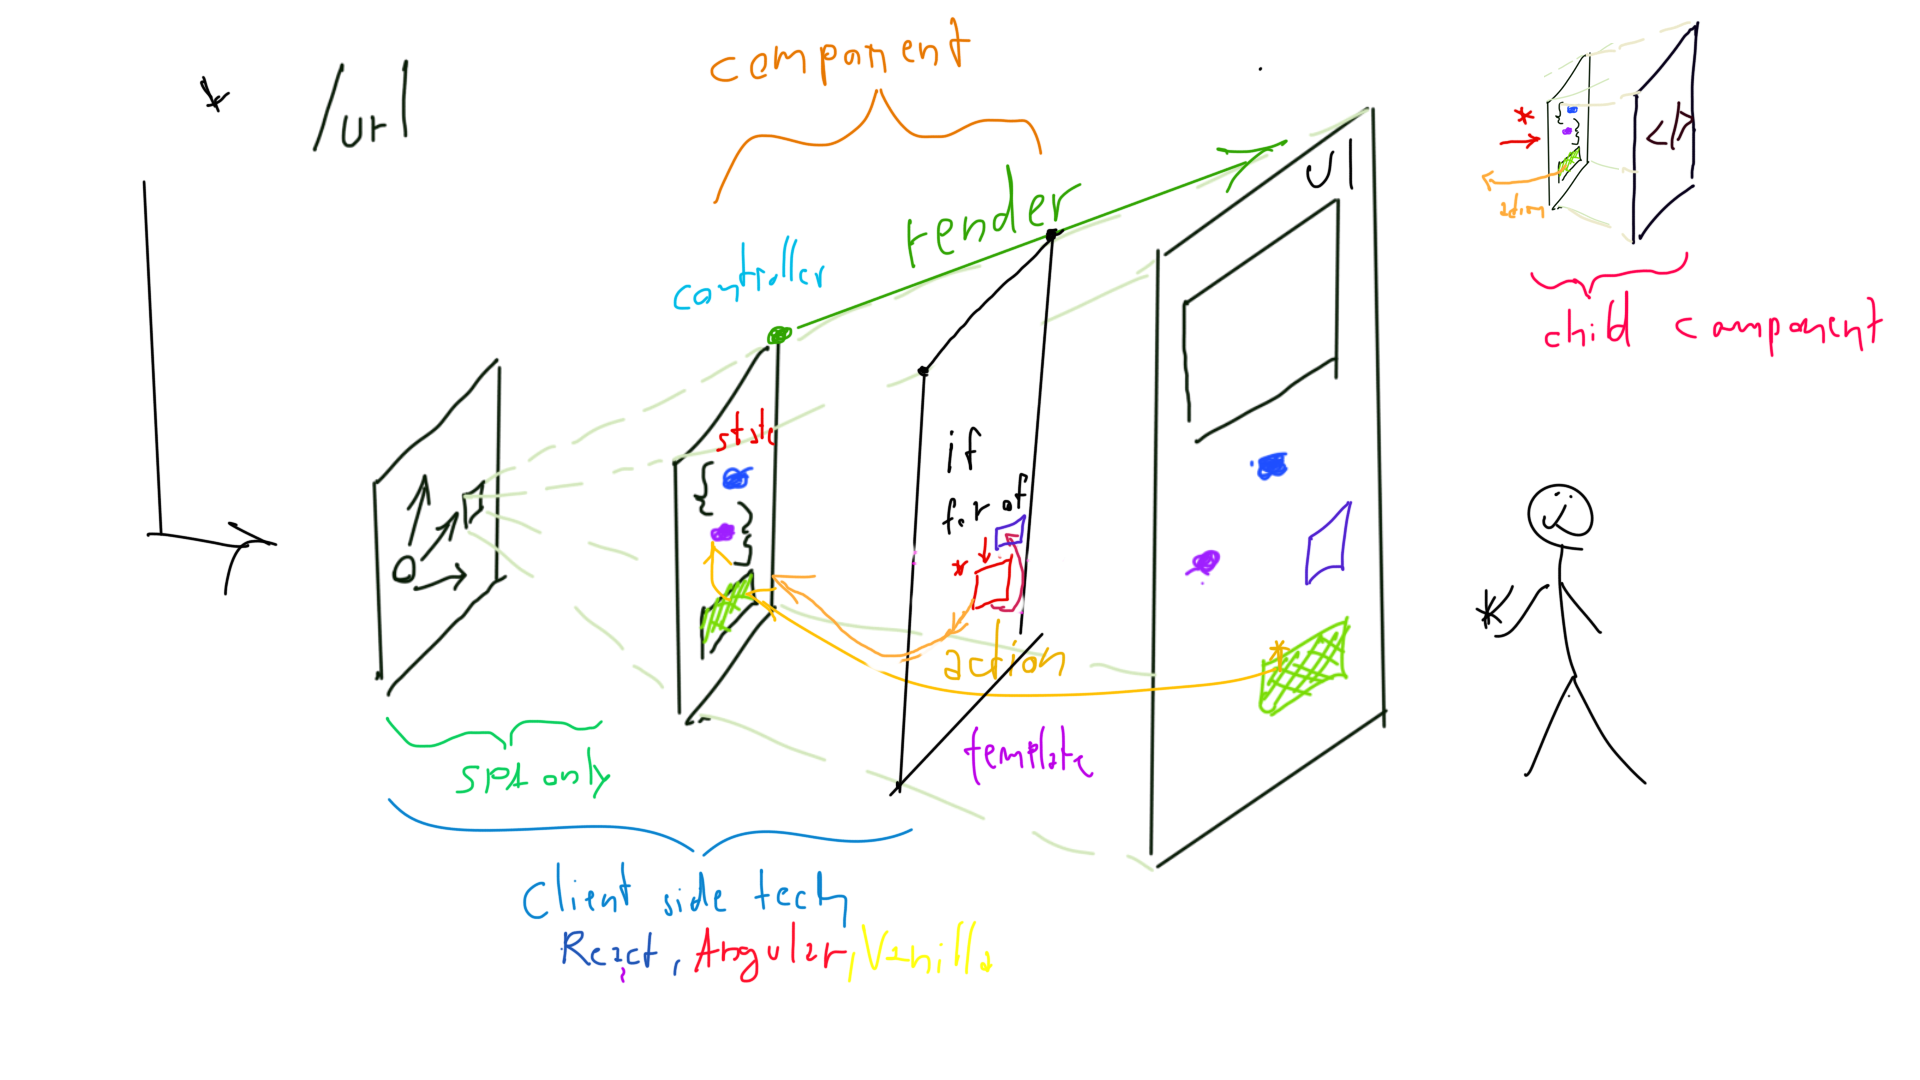 * /url
component
render
UI
controller
state
{
}
if
for of
*
action
template
SPA only
Client side tech
React, Angular, Vanilla
*
{
}
</>
action
child component
*
*